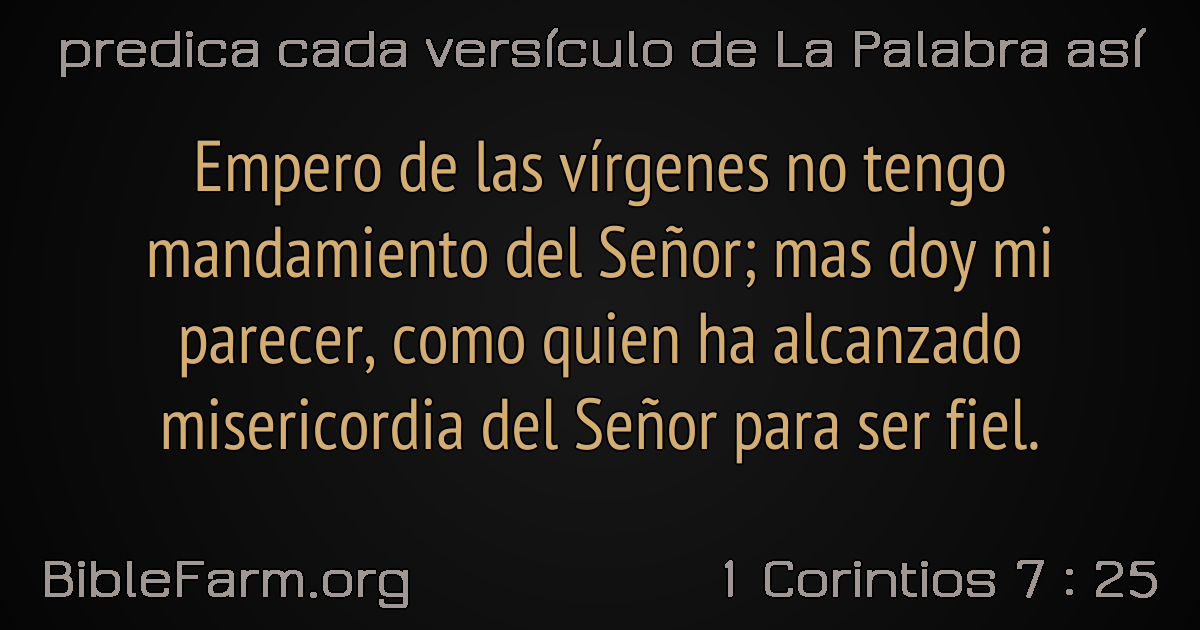 predica cada versículo de La Palabra así
Empero de las vírgenes no tengo
mandamiento del Señor; mas doy mi
parecer, como quien ha alcanzado
misericordia del Señor para ser fiel.
BibleFarm.org
1 Corintios 7 : 25